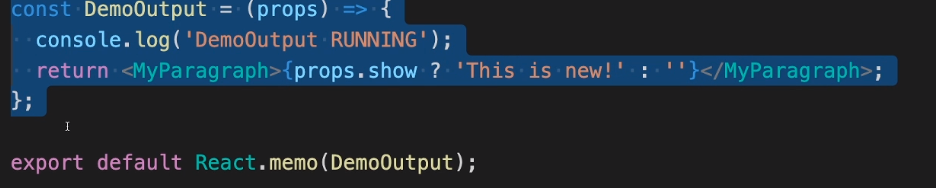 const DemoOutput = (props) => {
  console.log('DemoOutput RUNNING');
  return <MyParagraph>{props.show ? 'This is new!' : ''}</MyParagraph>;
};
export default React.memo(DemoOutput);